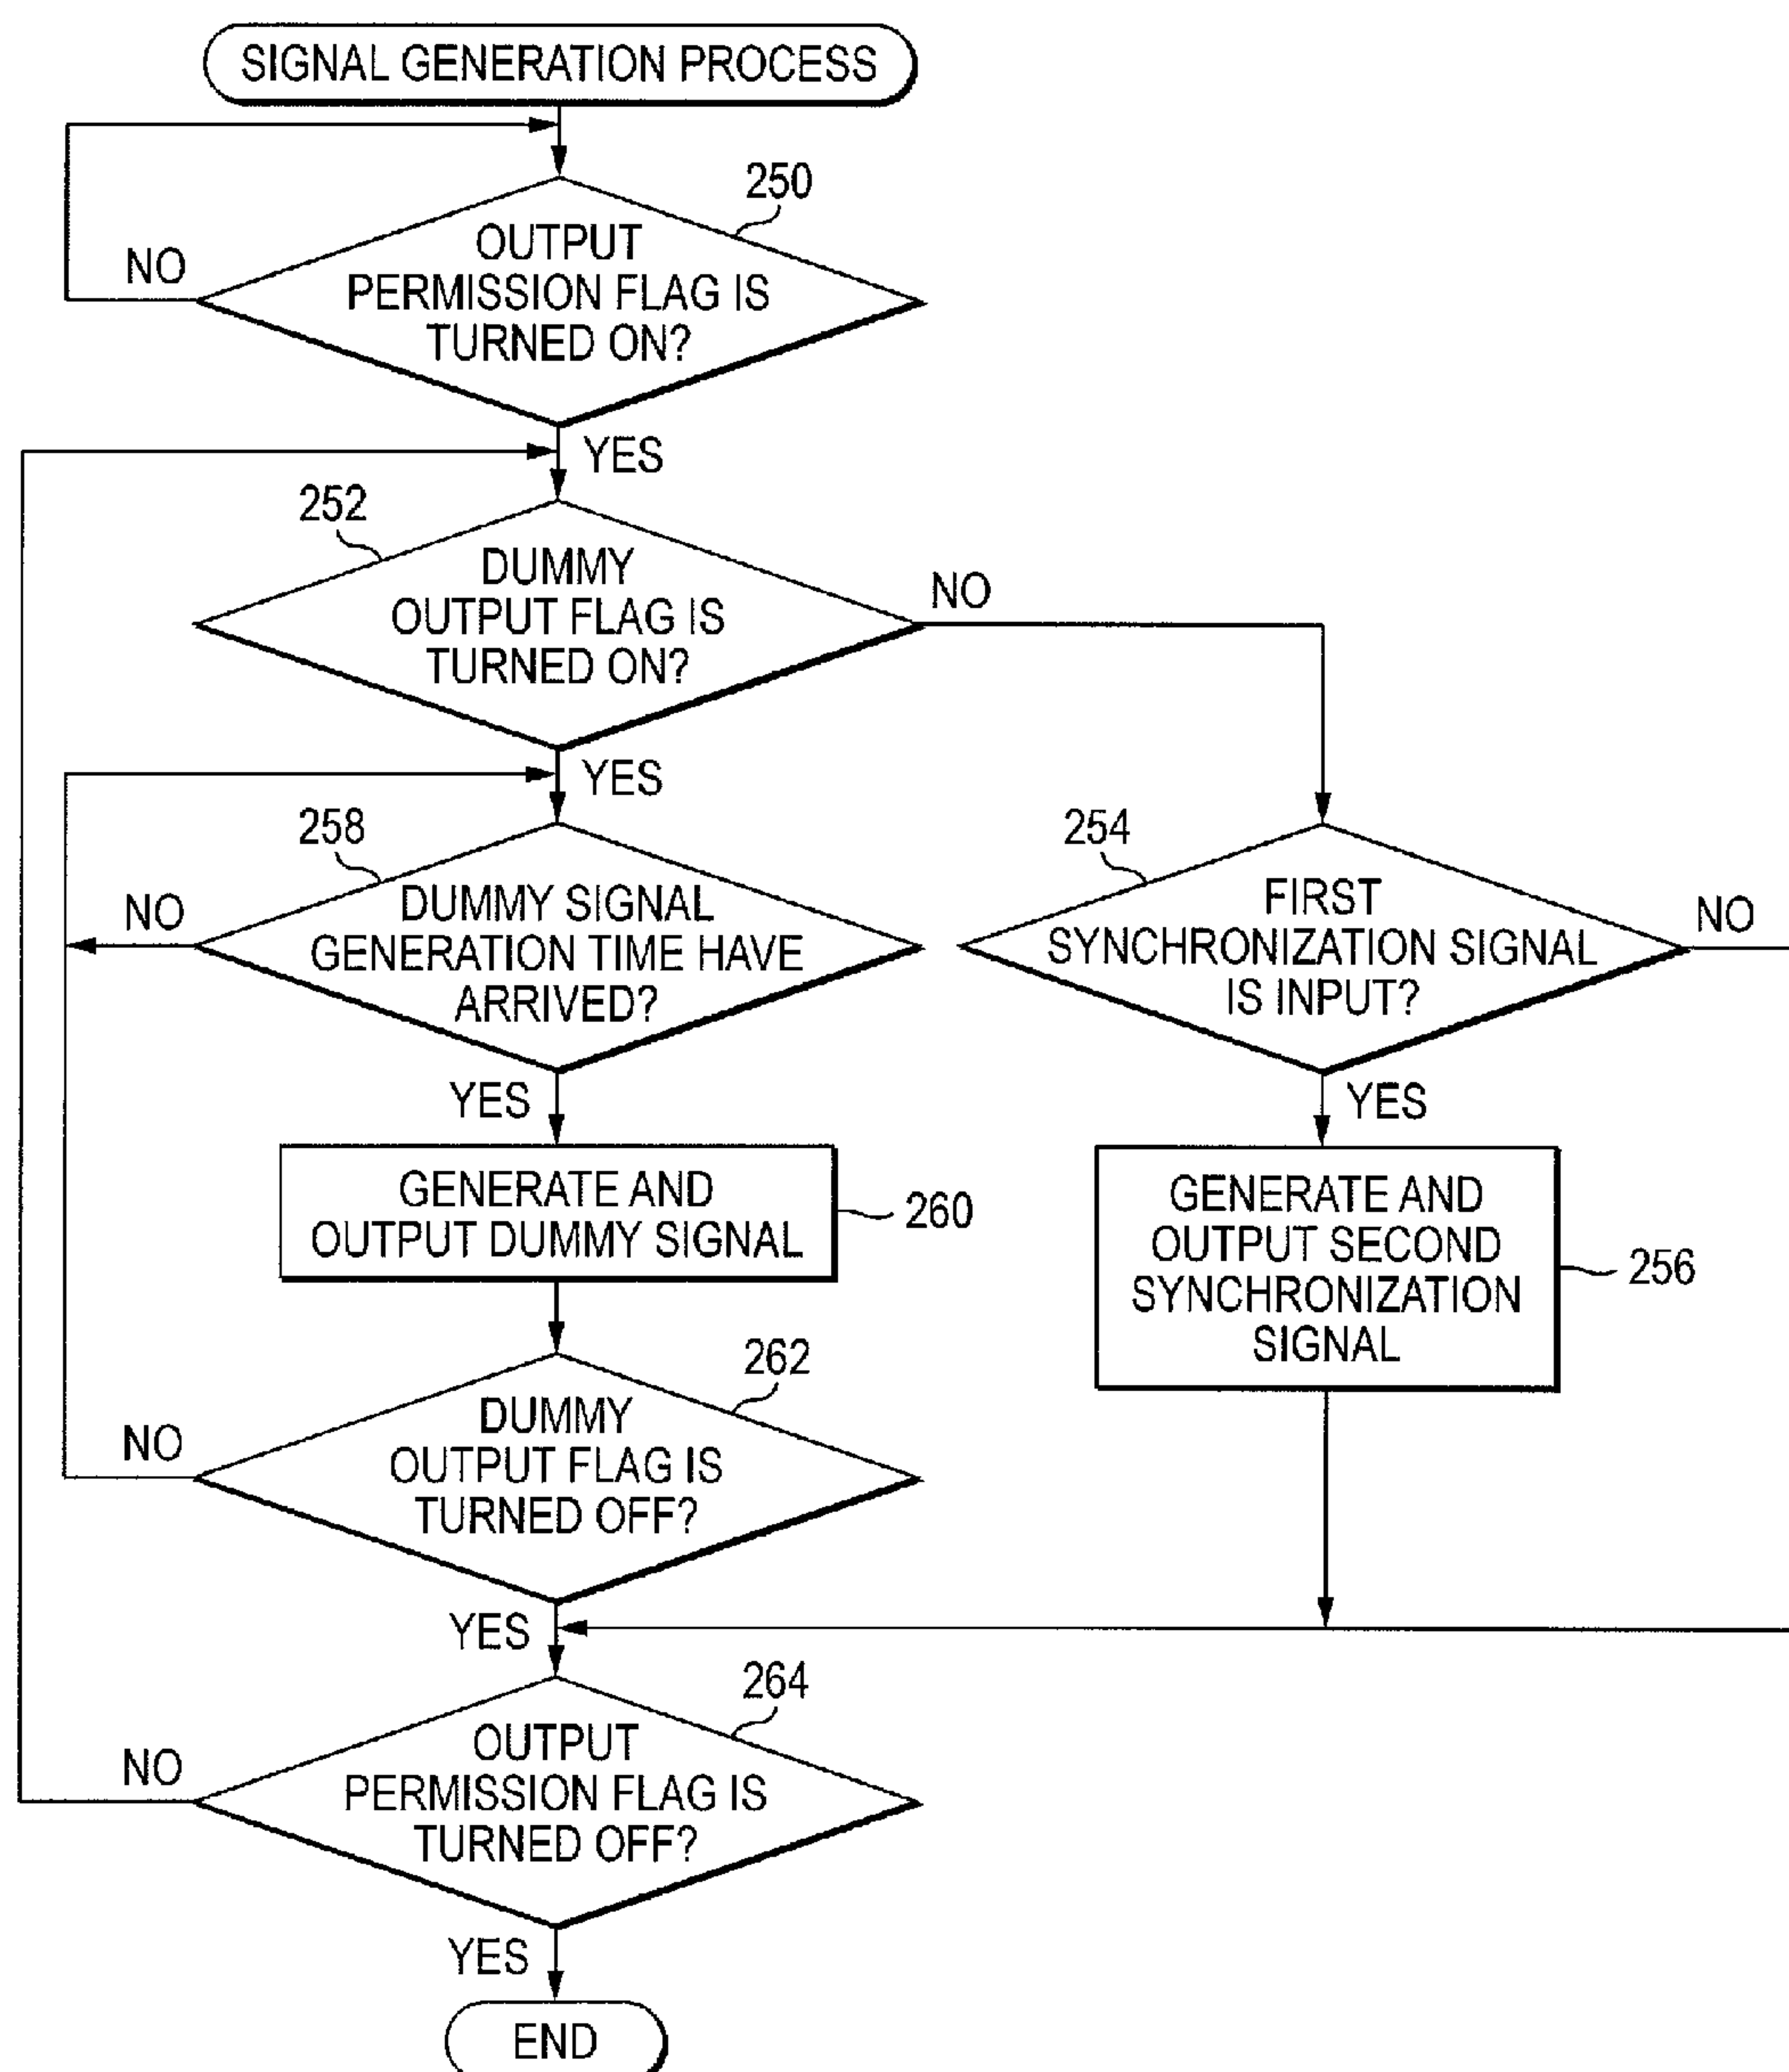 SIGNAL GENERATION PROCESS
250
OUTPUT
PERMISSION FLAG IS
TURNED ON?
NO
YES
252
DUMMY
OUTPUT FLAG IS
TURNED ON?
NO
YES
258
DUMMY SIGNAL
GENERATION TIME HAVE
ARRIVED?
NO
YES
254
FIRST
SYNCHRONIZATION SIGNAL
IS INPUT?
NO
YES
GENERATE AND
OUTPUT DUMMY SIGNAL
260
GENERATE AND
OUTPUT SECOND
SYNCHRONIZATION
SIGNAL
256
262
DUMMY
OUTPUT FLAG IS
TURNED OFF?
NO
YES
264
OUTPUT
PERMISSION FLAG IS
TURNED OFF?
NO
YES
END